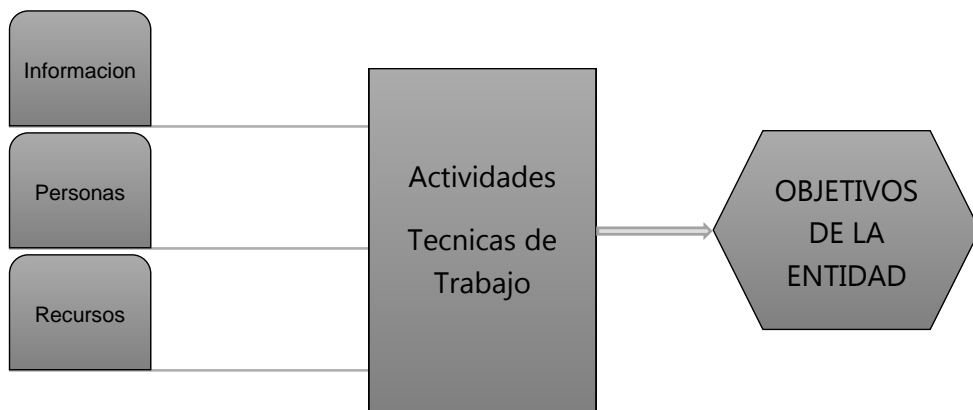 Informacion
Personas
Recursos
Actividades
Tecnicas de
Trabajo
OBJETIVOS
DE LA
ENTIDAD